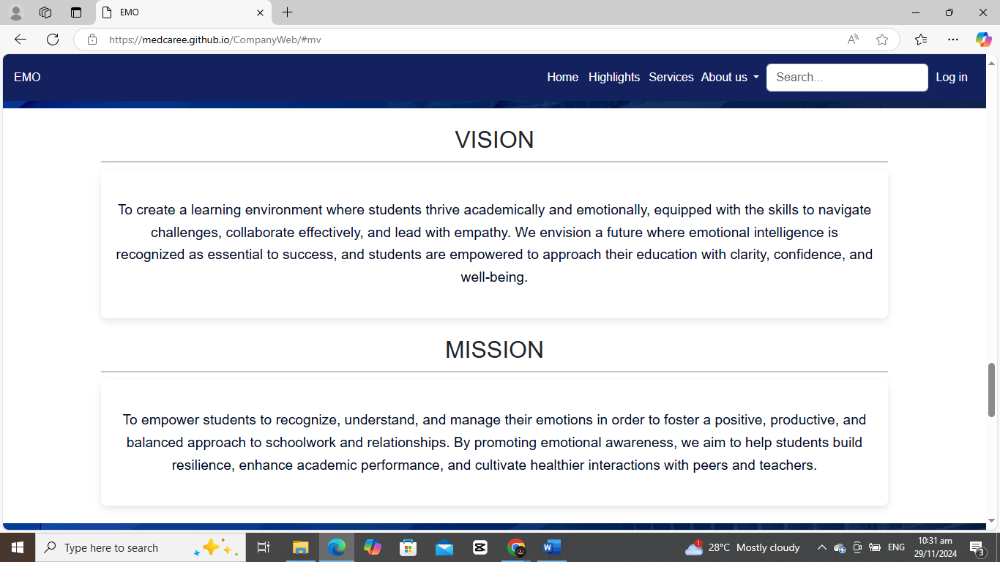 EMO
https://medcaree.github.io/CompanyWeb/#mv
EMO Home Highlights Services About us Search... Log in
VISION
To create a learning environment where students thrive academically and emotionally, equipped with the skills to navigate
challenges, collaborate effectively, and lead with empathy. We envision a future where emotional intelligence is
recognized as essential to success, and students are empowered to approach their education with clarity, confidence, and
well-being.
MISSION
To empower students to recognize, understand, and manage their emotions in order to foster a positive, productive, and
balanced approach to schoolwork and relationships. By promoting emotional awareness, we aim to help students build
resilience, enhance academic performance, and cultivate healthier interactions with peers and teachers.
Type here to search 1 28°C Mostly cloudy ENG 10:31 am
29/11/2024 3